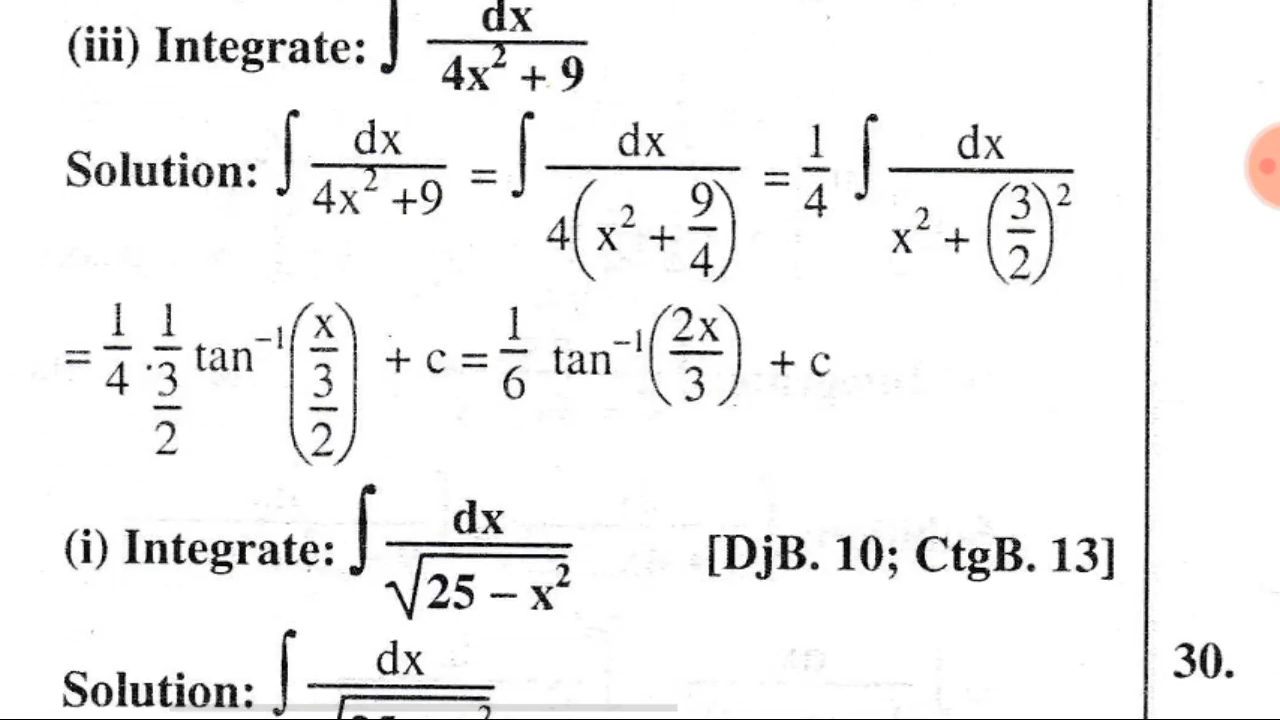 (iii) Integrate: ∫ dx/(4x² + 9)
Solution: ∫ dx/(4x² +9) = ∫ dx/(4(x² + 9/4)) = 1/4 ∫ dx/(x² + (3/2)²)
= 1/4 . 1/(3/2) tan⁻¹(x/(3/2)) + c = 1/6 tan⁻¹(2x/3) + c
(i) Integrate: ∫ dx/√(25 – x²) [DjB. 10; CtgB. 13]
30.
Solution: ∫ dx